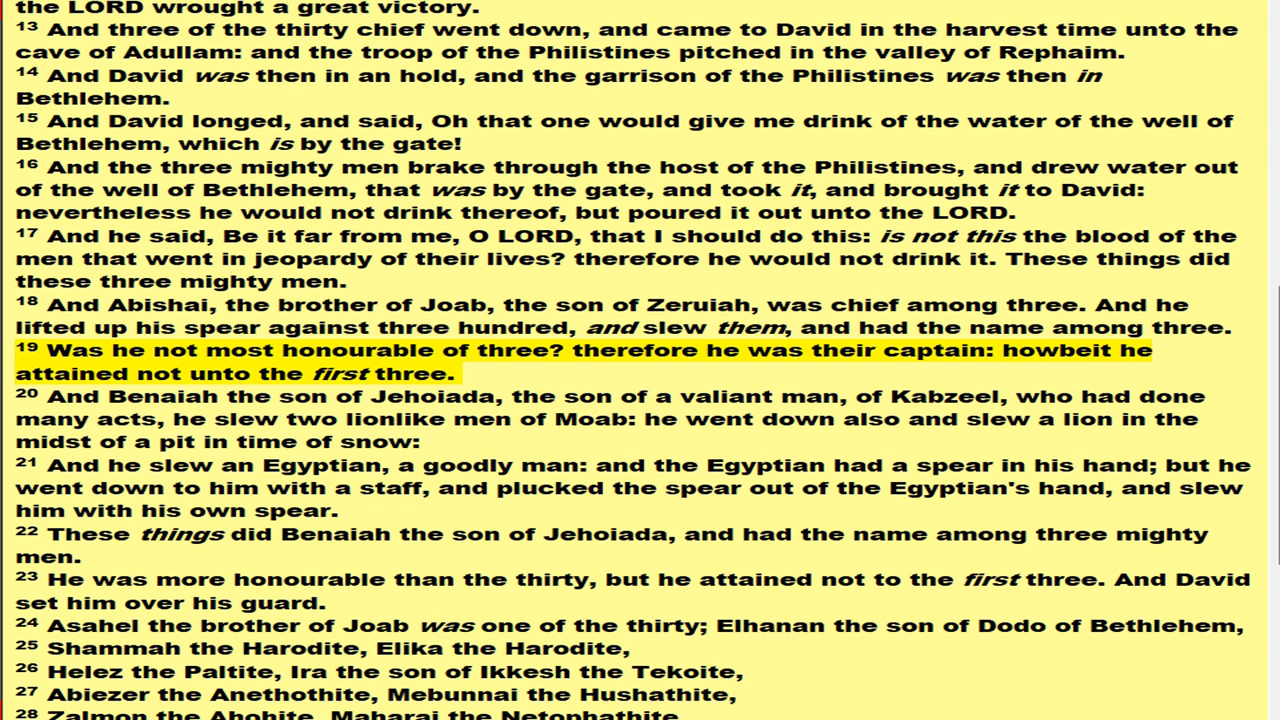 the LORD wrought a great victory.
13 And three of the thirty chief went down, and came to David in the harvest time unto the
cave of Adullam: and the troop of the Philistines pitched in the valley of Rephaim.
14 And David was then in an hold, and the garrison of the Philistines was then in
Bethlehem.
15 And David longed, and said, Oh that one would give me drink of the water of the well of
Bethlehem, which is by the gate!
16 And the three mighty men brake through the host of the Philistines, and drew water out
of the well of Bethlehem, that was by the gate, and took it, and brought it to David:
nevertheless he would not drink thereof, but poured it out unto the LORD.
17 And he said, Be it far from me, O LORD, that I should do this: is not this the blood of the
men that went in jeopardy of their lives? therefore he would not drink it. These things did
these three mighty men.
18 And Abishai, the brother of Joab, the son of Zeruiah, was chief among three. And he
lifted up his spear against three hundred, and slew them, and had the name among three.
19 Was he not most honourable of three? therefore he was their captain: howbeit he
attained not unto the first three.
20 And Benaiah the son of Jehoiada, the son of a valiant man, of Kabzeel, who had done
many acts, he slew two lionlike men of Moab: he went down also and slew a lion in the
midst of a pit in time of snow:
21 And he slew an Egyptian, a goodly man: and the Egyptian had a spear in his hand; but he
went down to him with a staff, and plucked the spear out of the Egyptian's hand, and slew
him with his own spear.
22 These things did Benaiah the son of Jehoiada, and had the name among three mighty
men.
23 He was more honourable than the thirty, but he attained not to the first three. And David
set him over his guard.
24 Asahel the brother of Joab was one of the thirty; Elhanan the son of Dodo of Bethlehem,
25 Shammah the Harodite, Elika the Harodite,
26 Helez the Paltite, Ira the son of Ikkesh the Tekoite,
27 Abiezer the Anethothite, Mebunnai the Hushathite,
28 Zalmon the Ahohite, Maharai the Netophathite,